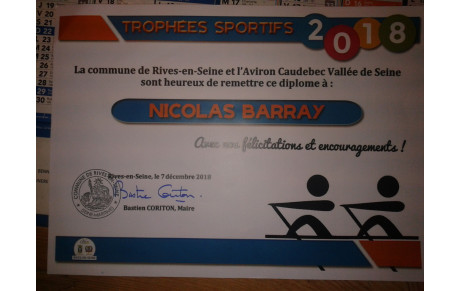 TROPHÉES SPORTIFS 2018
La commune de Rives-en-Seine et l'Aviron Caudebec Vallée de Seine
sont heureux de remettre ce diplome à :
NICOLAS BARRAY
Avec nos félicitations et encouragements !
Rives-en-Seine, le 7 décembre 2018
Bastien CORITON, Maire